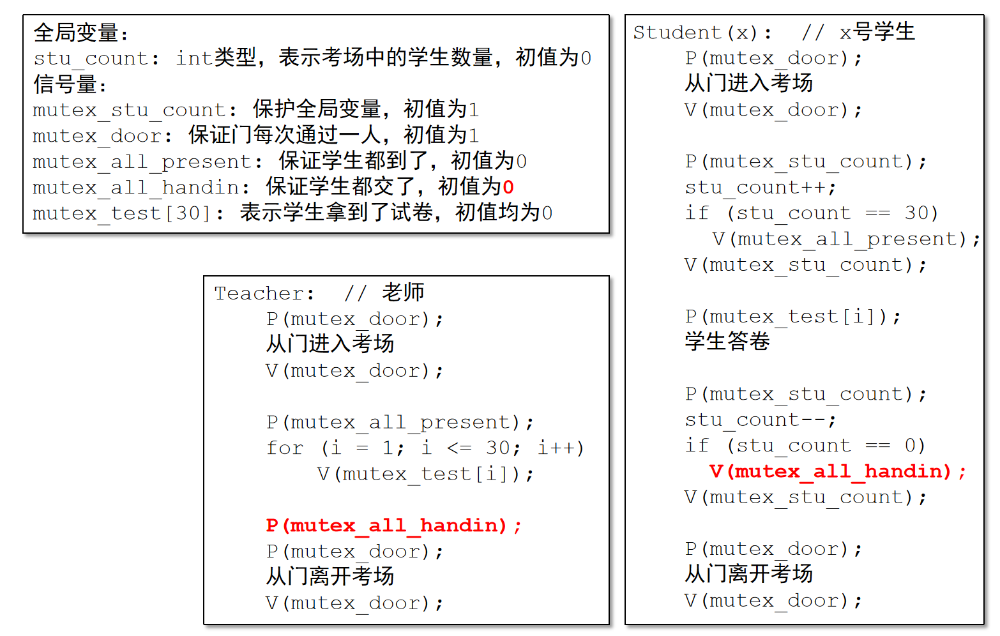 全局变量：
stu_count: int类型，表示考场中的学生数量，初值为0
信号量：
mutex_stu_count: 保护全局变量，初值为1
mutex_door: 保证门每次通过一人，初值为1
mutex_all_present: 保证学生都到了，初值为0
mutex_all_handin: 保证学生都交了，初值为0
mutex_test[30]: 表示学生拿到了试卷，初值均为0
Teacher:  // 老师
P(mutex_door);
从门进入考场
V(mutex_door);
P(mutex_all_present);
for (i = 1; i <= 30; i++)
V(mutex_test[i]);
P(mutex_all_handin);
P(mutex_door);
从门离开考场
V(mutex_door);
Student(x):  // x号学生
P(mutex_door);
从门进入考场
V(mutex_door);
P(mutex_stu_count);
stu_count++;
if (stu_count == 30)
V(mutex_all_present);
V(mutex_stu_count);
P(mutex_test[i]);
学生答卷
P(mutex_stu_count);
stu_count--;
if (stu_count == 0)
V(mutex_all_handin);
V(mutex_stu_count);
P(mutex_door);
从门离开考场
V(mutex_door);